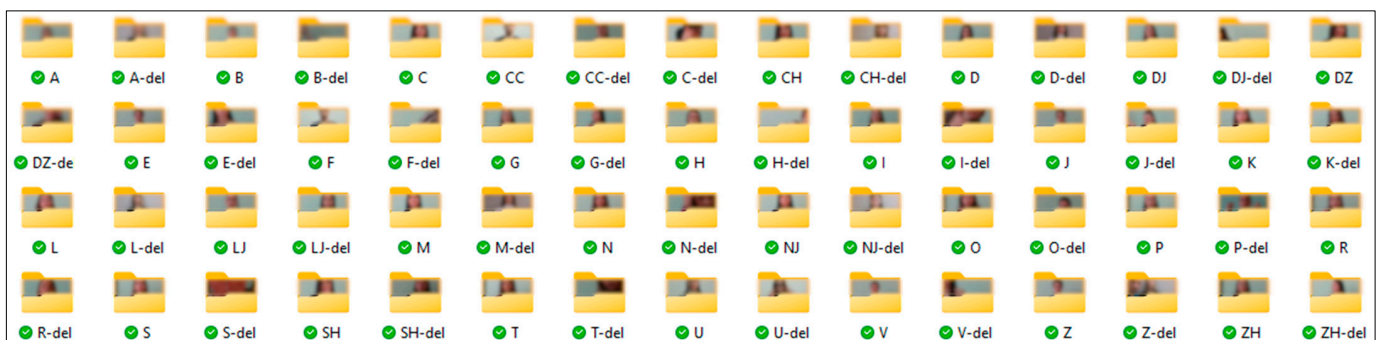 A A-del B B-del C CC CC-del C-del CH CH-del D D-del DJ DJ-del DZ
DZ-de E E-del F F-del G G-del H H-del I I-del J J-del K K-del
L L-del LJ LJ-del M M-del N N-del NJ NJ-del O O-del P P-del R
R-del S S-del SH SH-del T T-del U U-del V V-del Z Z-del ZH ZH-del